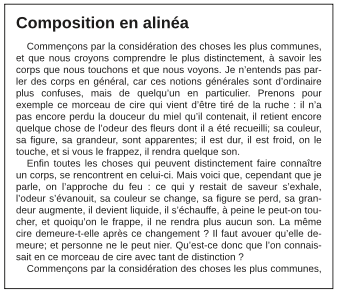 Composition en alinéa
Commençons par la considération des choses les plus communes,
et que nous croyons comprendre le plus distinctement, à savoir les
corps que nous touchons et que nous voyons. Je n'entends pas par-
ler des corps en général, car ces notions générales sont d'ordinaire
plus confuses, mais de quelqu'un en particulier. Prenons pour
exemple ce morceau de cire qui vient d'être tiré de la ruche : il n'a
pas encore perdu la douceur du miel qu'il contenait, il retient encore
quelque chose de l'odeur des fleurs dont il a été recueilli; sa couleur,
sa figure, sa grandeur, sont apparentes; il est dur, il est froid, on le
touche, et si vous le frappez, il rendra quelque son.
Enfin toutes les choses qui peuvent distinctement faire connaître
un corps, se rencontrent en celui-ci. Mais voici que, cependant que je
parle, on l'approche du feu : ce qui y restait de saveur s'exhale,
l'odeur s'évanouit, sa couleur se change, sa figure se perd, sa gran-
deur augmente, il devient liquide, il s'échauffe, à peine le peut-on tou-
cher, et quoiqu'on le frappe, il ne rendra plus aucun son. La même
cire demeure-t-elle après ce changement ? Il faut avouer qu'elle de-
meure; et personne ne le peut nier. Qu'est-ce donc que l'on connais-
sait en ce morceau de cire avec tant de distinction ?
Commençons par la considération des choses les plus communes,